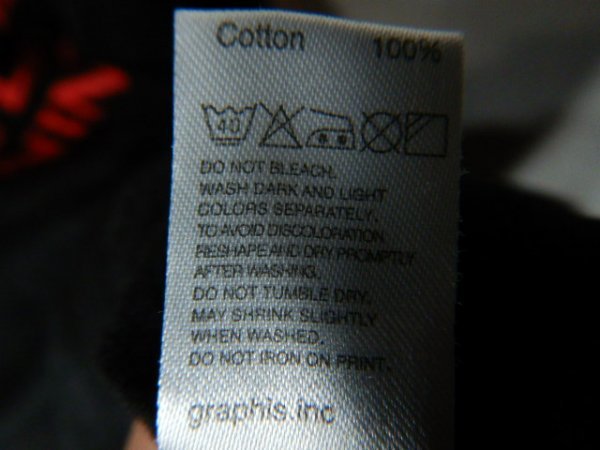 Cotton 100%
40
DO NOT BLEACH.
WASH DARK AND LIGHT
COLORS SEPARATELY.
TO AVOID DISCOLORATION
RESHAPE AND DRY PROMPTLY
AFTER WASHING.
DO NOT TUMBLE DRY.
MAY SHRINK SLIGHTLY
WHEN WASHED.
DO NOT IRON ON PRINT.
graphis.inc